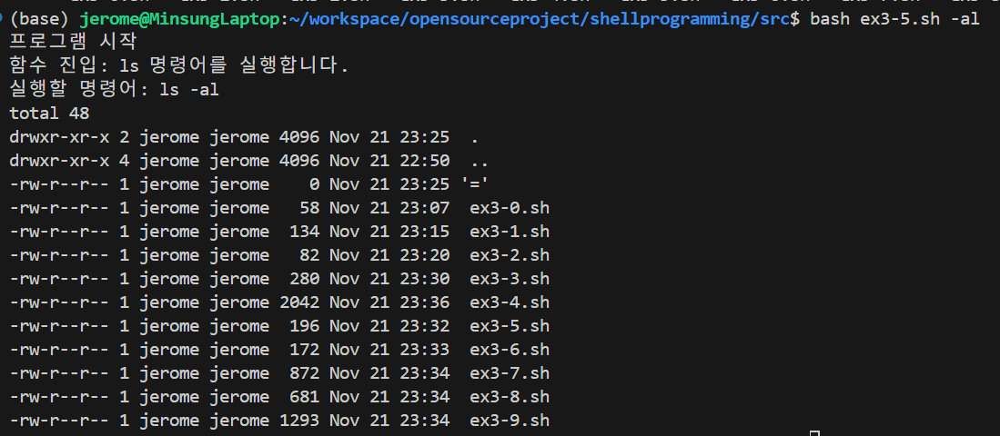 (base) jerome@MinsungLaptop:~/workspace/opensourceproject/shellprogramming/src$ bash ex3-5.sh -al
프로그램 시작
함수 진입: ls 명령어를 실행합니다.
실행할 명령어: ls -al
total 48
drwxr-xr-x 2 jerome jerome 4096 Nov 21 23:25  .
drwxr-xr-x 4 jerome jerome 4096 Nov 21 22:50  ..
-rw-r--r-- 1 jerome jerome    0 Nov 21 23:25 '='
-rw-r--r-- 1 jerome jerome   58 Nov 21 23:07  ex3-0.sh
-rw-r--r-- 1 jerome jerome  134 Nov 21 23:15  ex3-1.sh
-rw-r--r-- 1 jerome jerome   82 Nov 21 23:20  ex3-2.sh
-rw-r--r-- 1 jerome jerome  280 Nov 21 23:30  ex3-3.sh
-rw-r--r-- 1 jerome jerome 2042 Nov 21 23:36  ex3-4.sh
-rw-r--r-- 1 jerome jerome  196 Nov 21 23:32  ex3-5.sh
-rw-r--r-- 1 jerome jerome  172 Nov 21 23:33  ex3-6.sh
-rw-r--r-- 1 jerome jerome  872 Nov 21 23:34  ex3-7.sh
-rw-r--r-- 1 jerome jerome  681 Nov 21 23:34  ex3-8.sh
-rw-r--r-- 1 jerome jerome 1293 Nov 21 23:34  ex3-9.sh